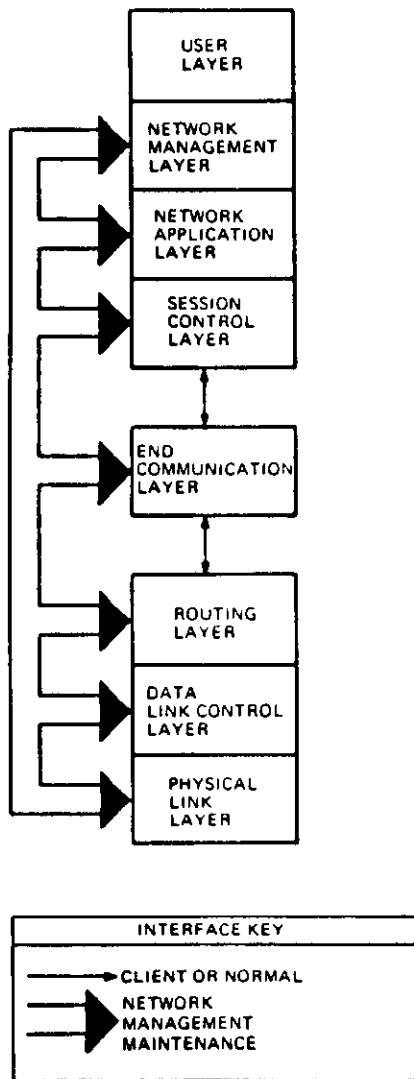 USER
LAYER
NETWORK
MANAGEMENT
LAYER
NETWORK
APPLICATION
LAYER
SESSION
CONTROL
LAYER
END
COMMUNICATION
LAYER
ROUTING
LAYER
DATA
LINK CONTROL
LAYER
PHYSICAL
LINK
LAYER
INTERFACE KEY
CLIENT OR NORMAL
NETWORK
MANAGEMENT
MAINTENANCE